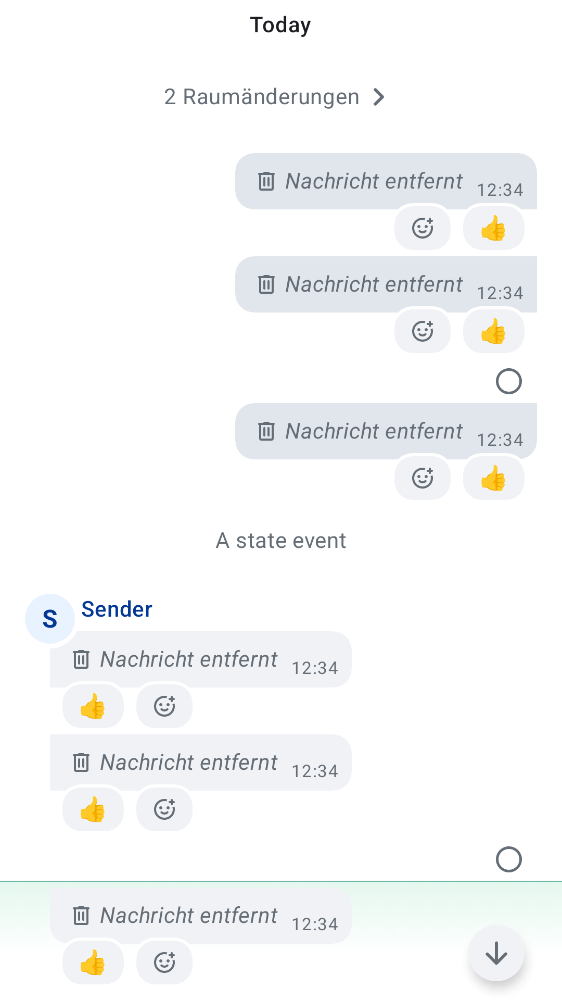 Today
2 Raumänderungen
Nachricht entfernt 12:34
👍
Nachricht entfernt 12:34
👍
Nachricht entfernt 12:34
👍
A state event
S Sender
Nachricht entfernt 12:34
👍
Nachricht entfernt 12:34
👍
Nachricht entfernt 12:34
👍